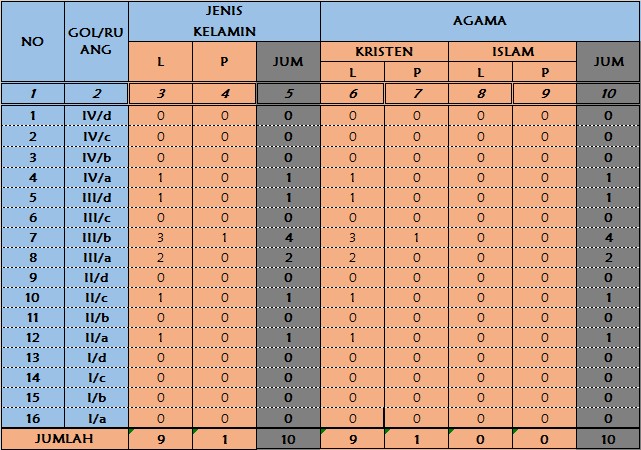 NO GOL/RU ANG JENIS KELAMIN AGAMA
L P JUM KRISTEN ISLAM JUM
L P L P
1 2 3 4 5 6 7 8 9 10
1 IV/d 0 0 0 0 0 0 0 0
2 IV/c 0 0 0 0 0 0 0 0
3 IV/b 0 0 0 0 0 0 0 0
4 IV/a 1 0 1 1 0 0 0 1
5 III/d 1 0 1 1 0 0 0 1
6 III/c 0 0 0 0 0 0 0 0
7 III/b 3 1 4 3 1 0 0 4
8 III/a 2 0 2 2 0 0 0 2
9 II/d 0 0 0 0 0 0 0 0
10 II/c 1 0 1 1 0 0 0 1
11 II/b 0 0 0 0 0 0 0 0
12 II/a 1 0 1 1 0 0 0 1
13 I/d 0 0 0 0 0 0 0 0
14 I/c 0 0 0 0 0 0 0 0
15 I/b 0 0 0 0 0 0 0 0
16 I/a 0 0 0 0 0 0 0 0
JUMLAH 9 1 10 9 1 0 0 10